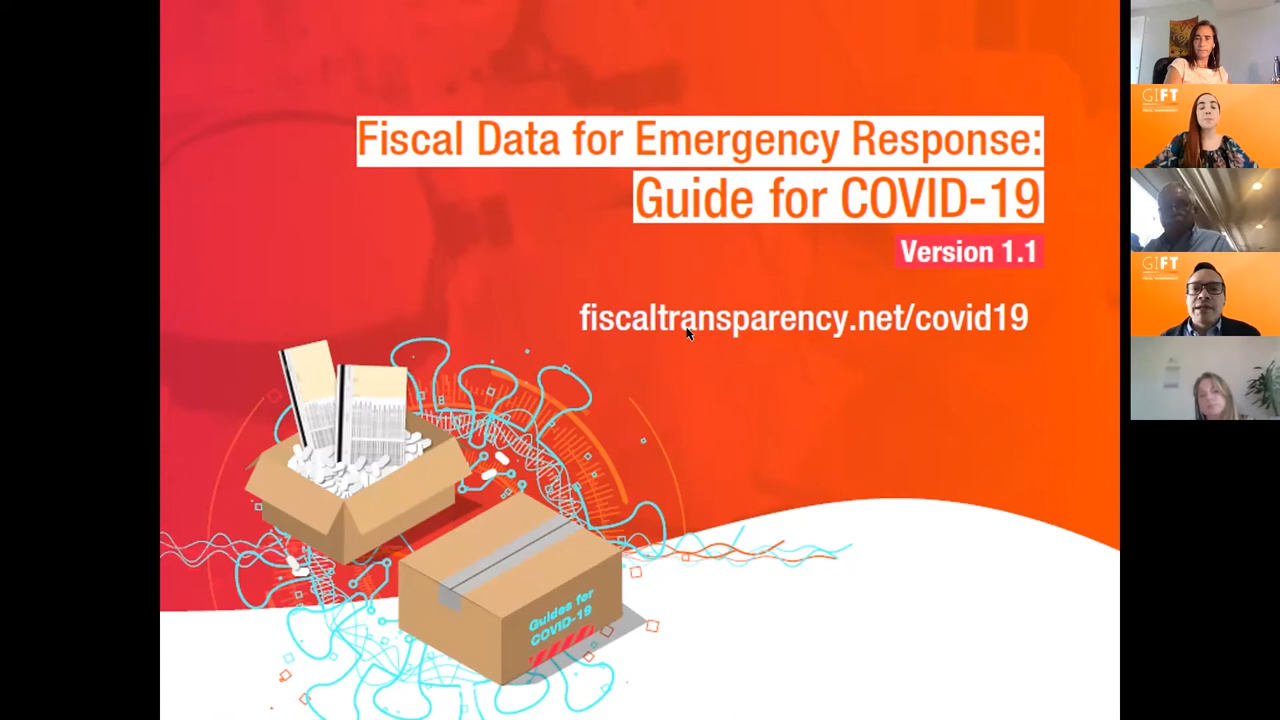 Fiscal Data for Emergency Response:
Guide for COVID-19
Version 1.1
fiscaltransparency.net/covid19
Guides for
COVID-19
GIFT
GIFT